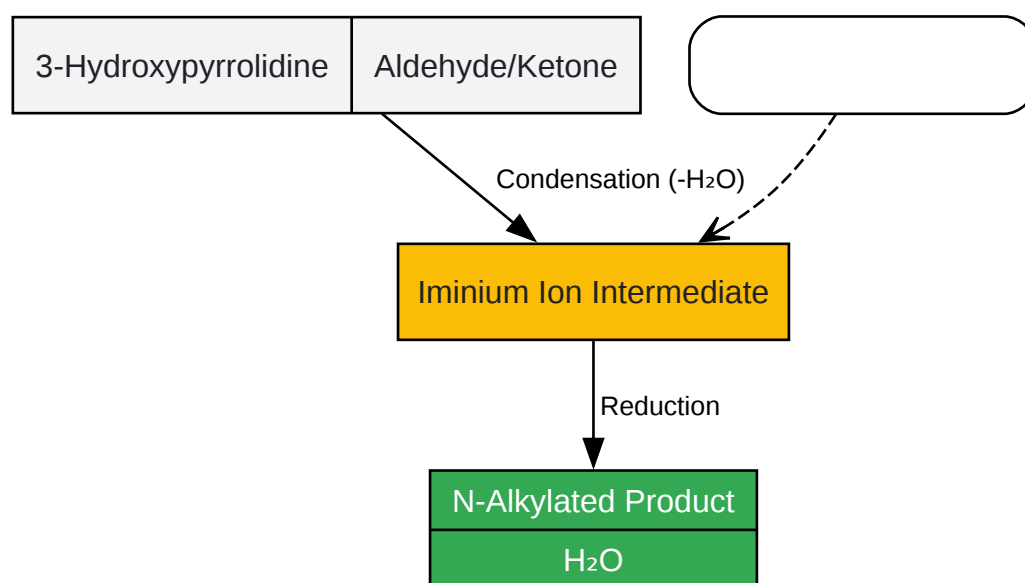 3-Hydroxypyrrolidine
Aldehyde/Ketone
Condensation (-H₂O)
Iminium Ion Intermediate
Reduction
N-Alkylated Product
H₂O